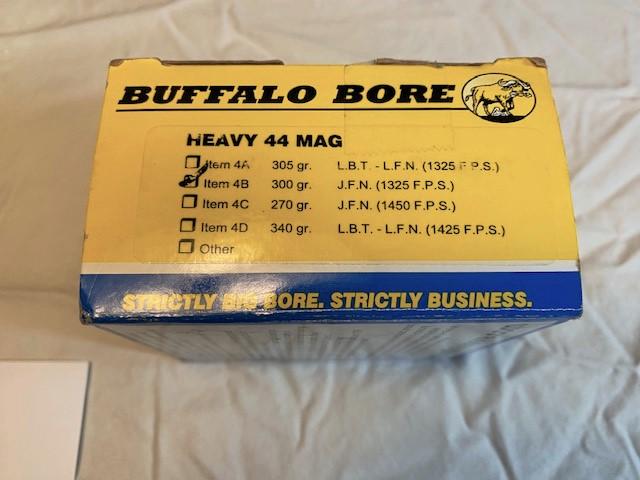 BUFFALO BORE
HEAVY 44 MAG
Item 4A 305 gr. L.B.T. - L.F.N. (1325 F.P.S.)
Item 4B 300 gr. J.F.N. (1325 F.P.S.)
Item 4C 270 gr. J.F.N. (1450 F.P.S.)
Item 4D 340 gr. L.B.T. - L.F.N. (1425 F.P.S.)
Other
STRICTLY BIG BORE. STRICTLY BUSINESS.